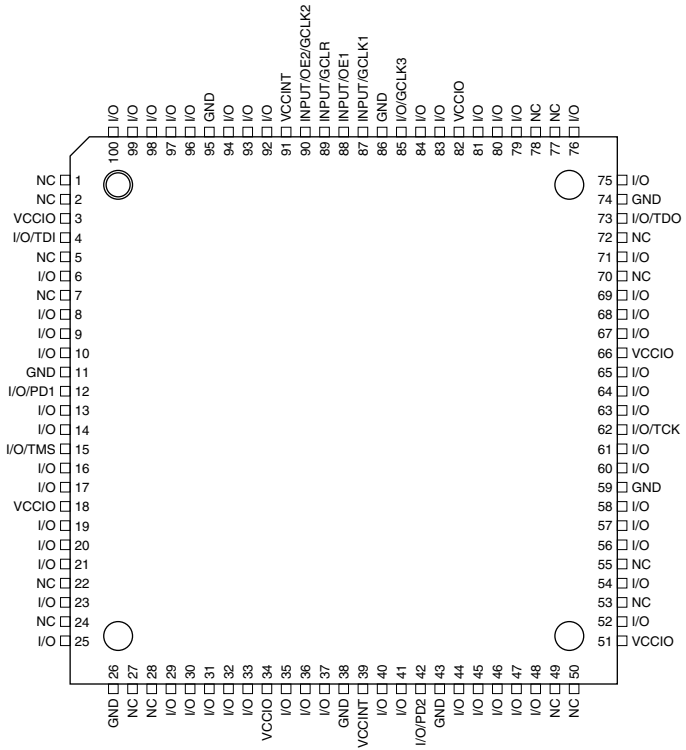 I/O 100
I/O 99
I/O 98
I/O 97
I/O 96
GND 95
I/O 94
I/O 93
I/O 92
VCCINT 91
INPUT/OE2/GCLK2 90
INPUT/GCLR 89
INPUT/OE1 88
INPUT/GCLK1 87
GND 86
I/O/GCLK3 85
I/O 84
I/O 83
VCCIO 82
I/O 81
I/O 80
I/O 79
NC 78
NC 77
I/O 76
NC 1
NC 2
VCCIO 3
I/O/TDI 4
NC 5
I/O 6
NC 7
I/O 8
I/O 9
I/O 10
GND 11
I/O/PD1 12
I/O 13
I/O 14
I/O/TMS 15
I/O 16
I/O 17
VCCIO 18
I/O 19
I/O 20
I/O 21
NC 22
I/O 23
NC 24
I/O 25
75 I/O
74 GND
73 I/O/TDO
72 NC
71 I/O
70 NC
69 I/O
68 I/O
67 I/O
66 VCCIO
65 I/O
64 I/O
63 I/O
62 I/O/TCK
61 I/O
60 I/O
59 GND
58 I/O
57 I/O
56 I/O
55 NC
54 I/O
53 NC
52 I/O
51 VCCIO
GND 26
NC 27
NC 28
I/O 29
I/O 30
I/O 31
I/O 32
I/O 33
VCCIO 34
I/O 35
I/O 36
I/O 37
GND 38
VCCINT 39
I/O 40
I/O 41
I/O/PD2 42
GND 43
I/O 44
I/O 45
I/O 46
I/O 47
I/O 48
NC 49
NC 50